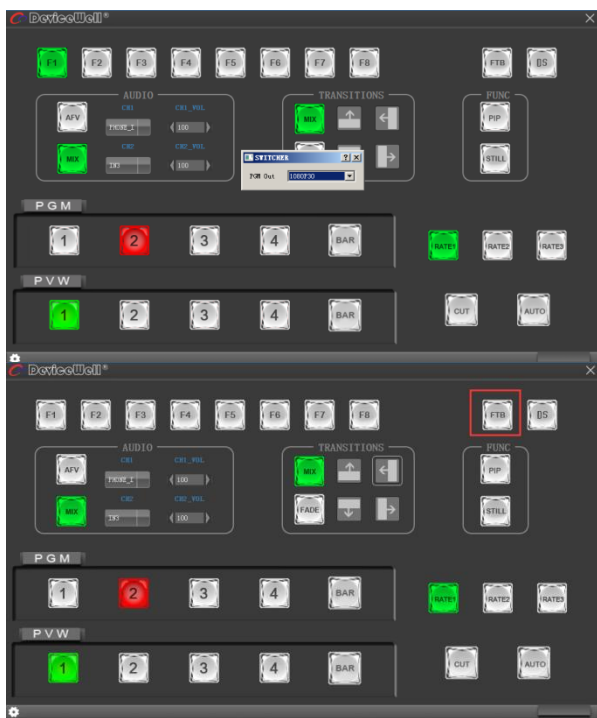 DeviceWell®
F1 F2 F3 F4 F5 F6 F7 F8 FTB DS
AUDIO TRANSITIONS FUNC
CH1 CH1_VOL
AFV MIX PIP
PHONE_I 100
SWITCHER
CH2 CH2_VOL
MIX STILL
IN3 100
PGM Out 1080P30
PGM
1 2 3 4 BAR RATE1 RATE2 RATE3
PVW
1 2 3 4 BAR CUT AUTO
DeviceWell®
F1 F2 F3 F4 F5 F6 F7 F8 FTB DS
AUDIO TRANSITIONS FUNC
CH1 CH1_VOL
AFV MIX PIP
PHONE_I 100
CH2 CH2_VOL
MIX FADE STILL
IN3 100
PGM
1 2 3 4 BAR RATE1 RATE2 RATE3
PVW
1 2 3 4 BAR CUT AUTO